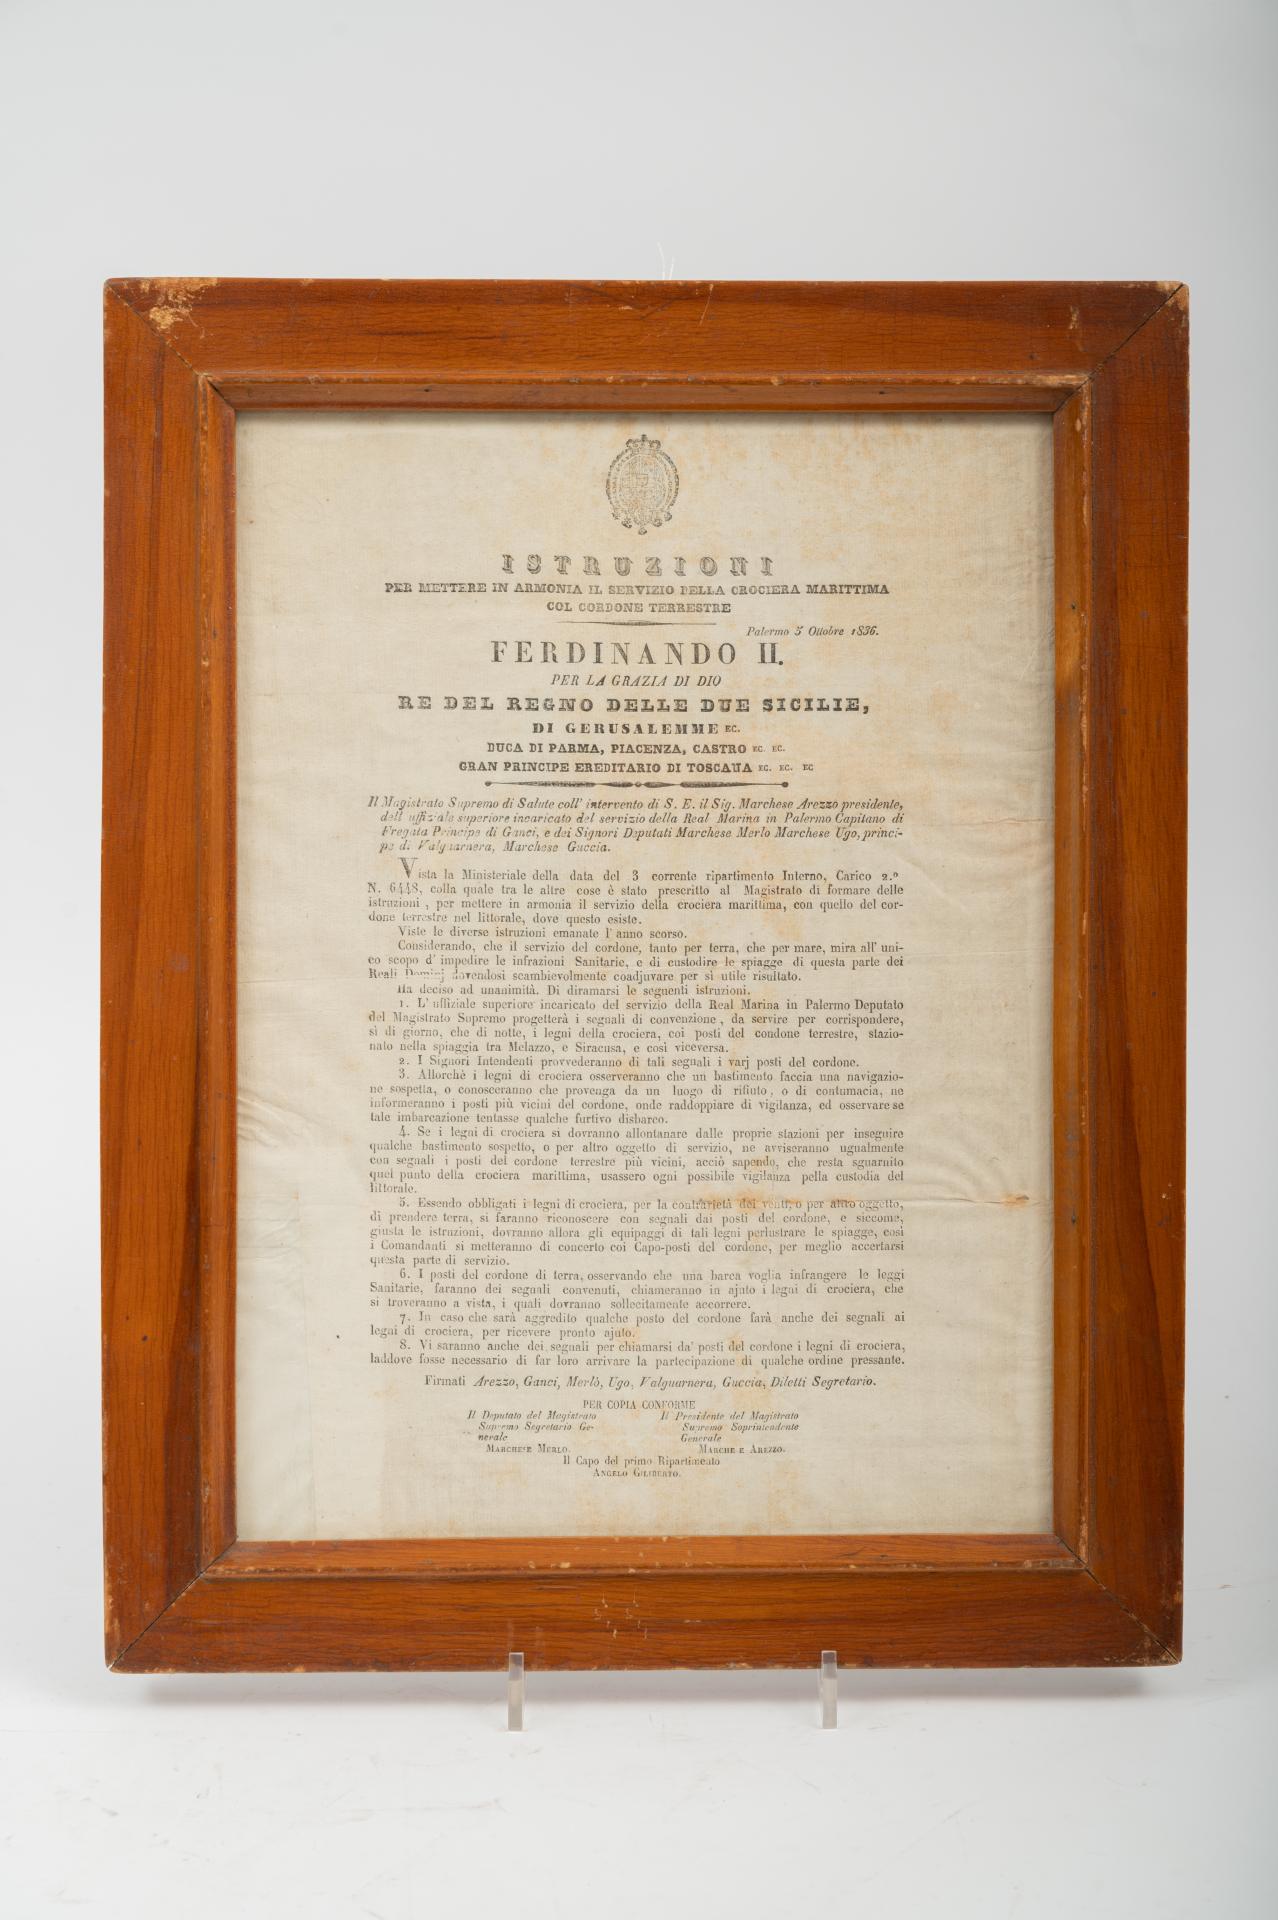 ISTRUZIONI
PER METTERE IN ARMONIA IL SERVIZIO DELLA CROCIERA MARITTIMA
COL CORDONE TERRESTRE
Palermo 5 Ottobre 1836.
FERDINANDO II.
PER LA GRAZIA DI DIO
RE DEL REGNO DELLE DUE SICILIE,
DI GERUSALEMME EC.
DUCA DI PARMA, PIACENZA, CASTRO EC. EC.
GRAN PRINCIPE EREDITARIO DI TOSCANA EC. EC. EC
Il Magistrato Supremo di Salute coll' intervento di S. E. il Sig. Marchese Arezzo presidente,
dell' uffiziale superiore incaricato del servizio della Real Marina in Palermo Capitano di
Fregata Principe di Ganci, e dei Signori Deputati Marchese Merlo Marchese Ugo, princi-
pe di Valguarnera, Marchese Guccia.
Vista la Ministeriale della data del 3 corrente ripartimento Interno, Carico 2.º
N. 6448, colla quale tra le altre cose è stato prescritto al Magistrato di formare delle
istruzioni, per mettere in armonia il servizio della crociera marittima, con quello del cor-
done terrestre nel littorale, dove questo esiste.
Viste le diverse istruzioni emanate l' anno scorso.
Considerando, che il servizio del cordone, tanto per terra, che per mare, mira all' uni-
co scopo d' impedire le infrazioni Sanitarie, e di custodire le spiagge di questa parte dei
Reali Dominj dovendosi scambievolmente coadjuvare per sì utile risultato.
Ha deciso ad unanimità. Di diramarsi le seguenti istruzioni.
1. L' uffiziale superiore incaricato del servizio della Real Marina in Palermo Deputato
del Magistrato Supremo progetterà i segnali di convenzione, da servire per corrispondere,
sì di giorno, che di notte, i legni della crociera, coi posti del condone terrestre, stazio-
nato nella spiaggia tra Melazzo, e Siracusa, e così viceversa.
2. I Signori Intendenti provvederanno di tali segnali i varj posti del cordone.
3. Allorchè i legni di crociera osserveranno che un bastimento faccia una navigazio-
ne sospetta, o conosceranno che provenga da un luogo di rifiuto, o di contumacia, ne
informeranno i posti più vicini del cordone, onde raddoppiare di vigilanza, ed osservare se
tale imbarcazione tentasse qualche furtivo disbarco.
4. Se i legni di crociera si dovranno allontanare dalle proprie stazioni per inseguire
qualche bastimento sospetto, o per altro oggetto di servizio, ne avviseranno ugualmente
con segnali i posti del cordone terrestre più vicini, acciò sapendo, che resta sguarnito
quel punto della crociera marittima, usassero ogni possibile vigilanza pella custodia del
littorale.
5. Essendo obbligati i legni di crociera, per la contrarietà dei venti, o per altro oggetto,
di prendere terra, si faranno riconoscere con segnali dai posti del cordone, e siccome,
giusta le istruzioni, dovranno allora gli equipaggi di tali legni perlustrare le spiagge, così
i Comandanti si metteranno di concerto coi Capo-posti del cordone, per meglio accertarsi
questa parte di servizio.
6. I posti del cordone di terra, osservando che una barca voglia infrangere le leggi
Sanitarie, faranno dei segnali convenuti, chiameranno in ajuto i legni di crociera, che
si troveranno a vista, i quali dovranno sollecitamente accorrere.
7. In caso che sarà aggredito qualche posto del cordone farà anche dei segnali ai
legni di crociera, per ricevere pronto ajuto.
8. Vi saranno anche dei segnali per chiamarsi da' posti del cordone i legni di crociera,
laddove fosse necessario di far loro arrivare la partecipazione di qualche ordine pressante.
Firmati Arezzo, Ganci, Merlò, Ugo, Valguarnera, Guccia, Diletti Segretario.
PER COPIA CONFORME
Il Deputato del Magistrato
Supremo Segretario Ge-
nerale
MARCHESE MERLO.
Il Presidente del Magistrato
Supremo Soprintendente
Generale
MARCHE E AREZZO.
Il Capo del primo Ripartimento
ANGELO GILIBERTO.